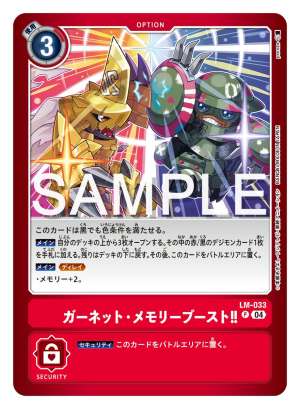 OPTION
使用
3
SAMPLE
このカードは黒でも色条件を満たせる。
メイン 自分のデッキの上から3枚オープンする。その中の赤/黒のデジモンカード1枚
を手札に加える。残りはデッキの下に戻す。その後、このカードをバトルエリアに置く。
メイン ディレイ
・メモリー+2。
LM-033
ガーネット・メモリーブースト!!
P 04
セキュリティ このカードをバトルエリアに置く。
SECURITY